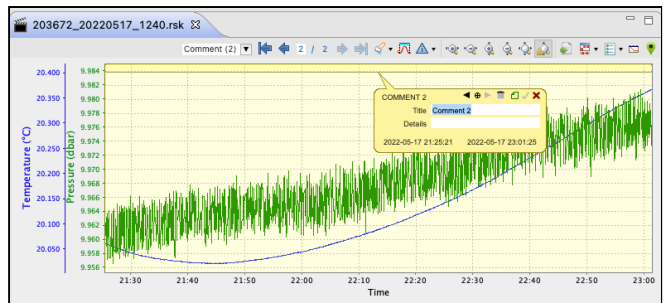 203672_20220517_1240.rsk
Comment (2) 2 / 2
COMMENT 2
Title Comment 2
Details
2022-05-17 21:25:21 2022-05-17 23:01:25
Temperature (°C)
20.400
20.350
20.300
20.250
20.200
20.150
20.100
20.050
Pressure (dbar)
9.984
9.982
9.980
9.978
9.976
9.974
9.972
9.970
9.968
9.966
9.964
9.962
9.960
9.958
9.956
21:30 21:40 21:50 22:00 22:10 22:20 22:30 22:40 22:50 23:00
Time